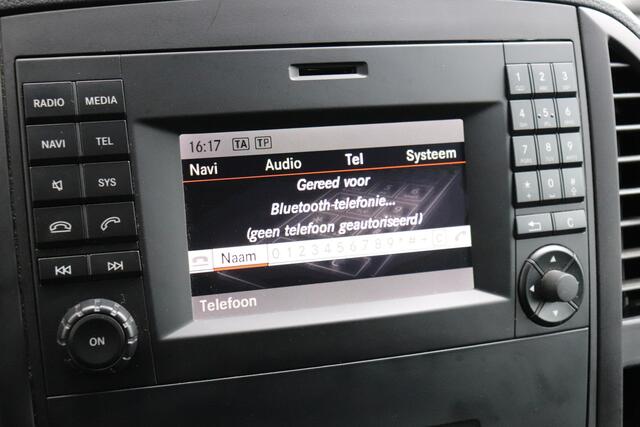 RADIO MEDIA
NAVI TEL
SYS
ON
16:17 TA TP
Navi Audio Tel Systeem
Gereed voor
Bluetooth-telefonie...
(geen telefoon geautoriseerd)
Naam 0 1 2 3 4 5 6 7 8 9 * # + C
Telefoon
1 2 3
4 5 6
7 8 9
* 0 #
C